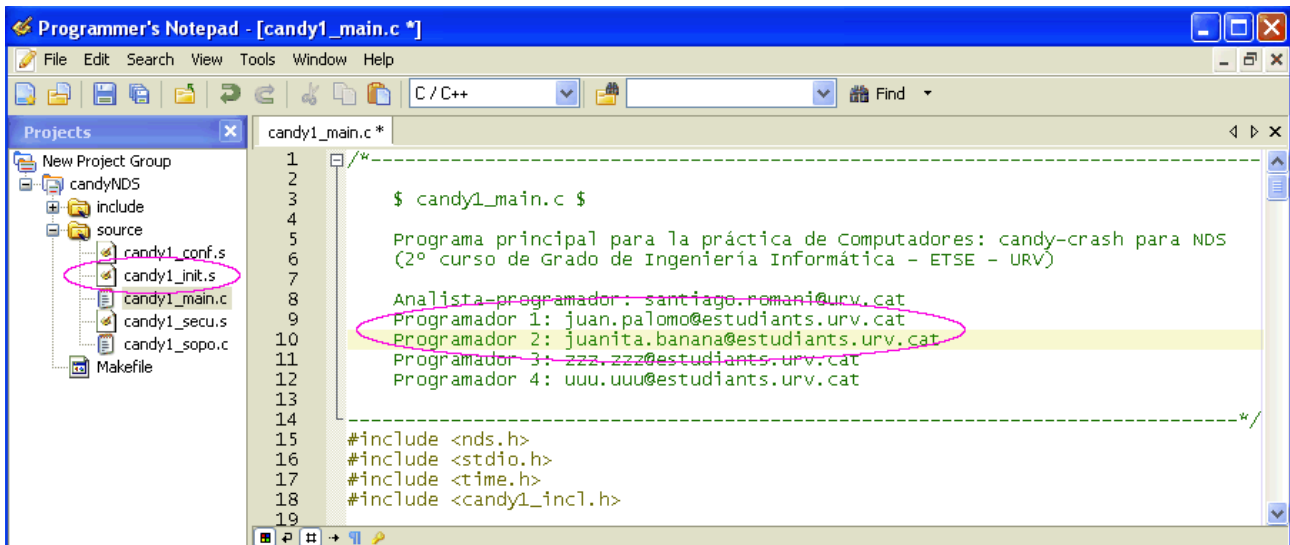 Programmer's Notepad - [candy1_main.c *]
File Edit Search View Tools Window Help
C / C++ Find
Projects
candy1_main.c *
New Project Group
candyNDS
include
source
candy1_conf.s
candy1_init.s
candy1_main.c
candy1_secu.s
candy1_sopo.c
Makefile
1 /*---------------------------------------------------------------------------
2
3 $ candy1_main.c $
4
5 Programa principal para la práctica de Computadores: candy-crash para NDS
6 (2º curso de Grado de Ingeniería Informática - ETSE - URV)
7
8 Analista-programador: santiago.romani@urv.cat
9 Programador 1: juan.palomo@estudiants.urv.cat
10 Programador 2: juanita.banana@estudiants.urv.cat
11 Programador 3: zzz.zzz@estudiants.urv.cat
12 Programador 4: uuu.uuu@estudiants.urv.cat
13
14 ---------------------------------------------------------------------------*/
15 #include <nds.h>
16 #include <stdio.h>
17 #include <time.h>
18 #include <candy1_incl.h>
19